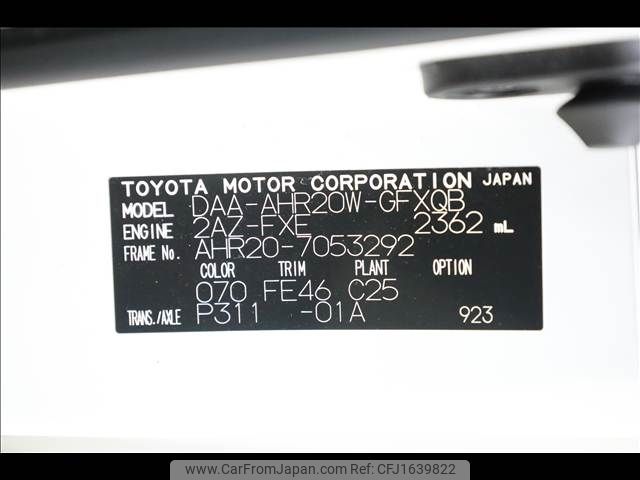 TOYOTA MOTOR CORPORATION JAPAN
MODEL DAA-AHR20W-GFXQB
ENGINE 2AZ-FXE 2362 mL
FRAME No. AHR20-7053292
COLOR TRIM PLANT OPTION
070 FE46 C25
TRANS./AXLE P311 -01A 923
www.CarFromJapan.com | ID:CFJ1639822